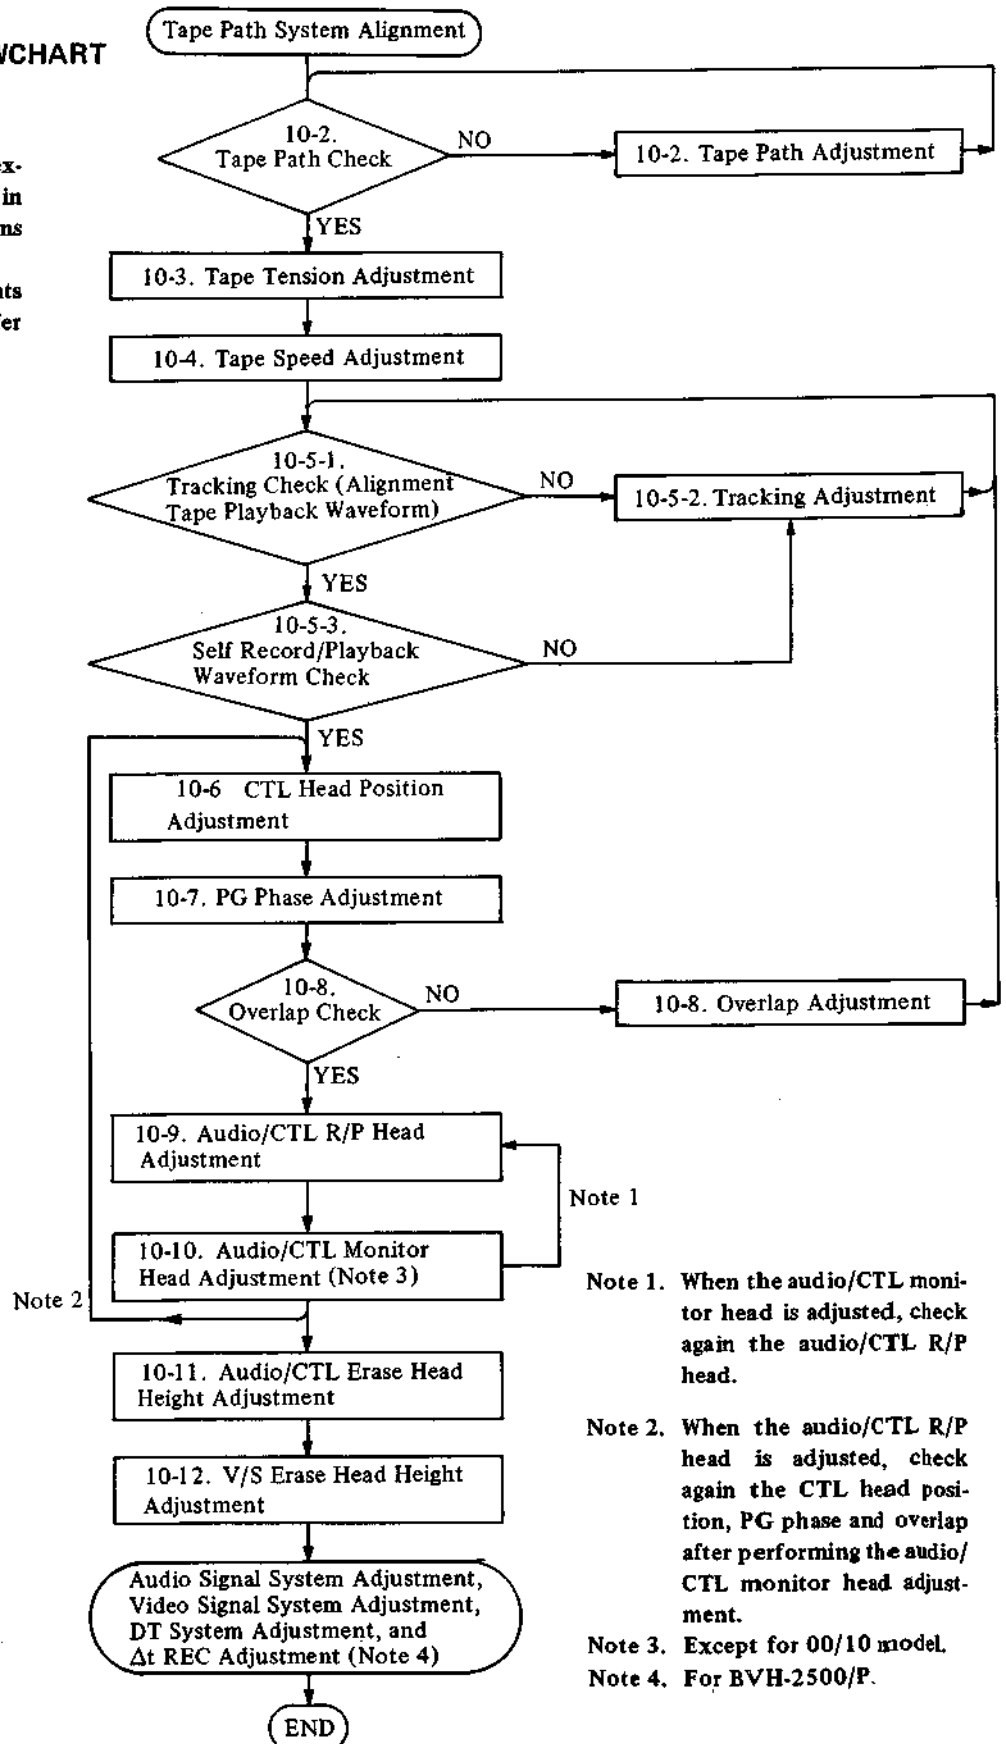 Tape Path System Alignment
WCHART
10-2.
Tape Path Check
NO
10-2. Tape Path Adjustment
ex-
in
ns
YES
nts
fer
10-3. Tape Tension Adjustment
10-4. Tape Speed Adjustment
10-5-1.
Tracking Check (Alignment
Tape Playback Waveform)
NO
10-5-2. Tracking Adjustment
YES
10-5-3.
Self Record/Playback
Waveform Check
NO
YES
10-6 CTL Head Position
Adjustment
10-7. PG Phase Adjustment
10-8.
Overlap Check
NO
10-8. Overlap Adjustment
YES
10-9. Audio/CTL R/P Head
Adjustment
Note 1
10-10. Audio/CTL Monitor
Head Adjustment (Note 3)
Note 2
10-11. Audio/CTL Erase Head
Height Adjustment
10-12. V/S Erase Head Height
Adjustment
Audio Signal System Adjustment,
Video Signal System Adjustment,
DT System Adjustment, and
Δt REC Adjustment (Note 4)
END
Note 1. When the audio/CTL moni-
tor head is adjusted, check
again the audio/CTL R/P
head.
Note 2. When the audio/CTL R/P
head is adjusted, check
again the CTL head posi-
tion, PG phase and overlap
after performing the audio/
CTL monitor head adjust-
ment.
Note 3. Except for 00/10 model.
Note 4. For BVH-2500/P.